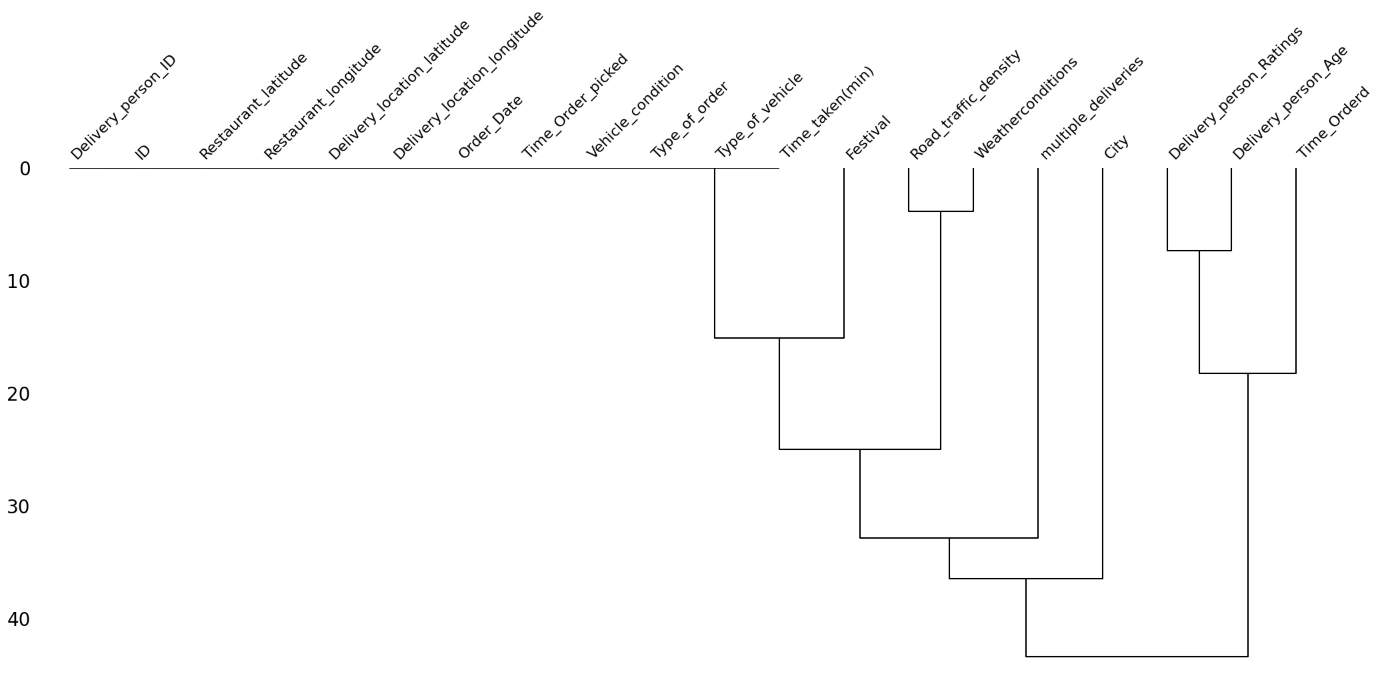 Delivery_person_ID
ID
Restaurant_latitude
Restaurant_longitude
Delivery_location_latitude
Delivery_location_longitude
Order_Date
Time_Order_picked
Vehicle_condition
Type_of_order
Type_of_vehicle
Time_taken(min)
Festival
Road_traffic_density
Weatherconditions
multiple_deliveries
City
Delivery_person_Ratings
Delivery_person_Age
Time_Orderd
0
10
20
30
40